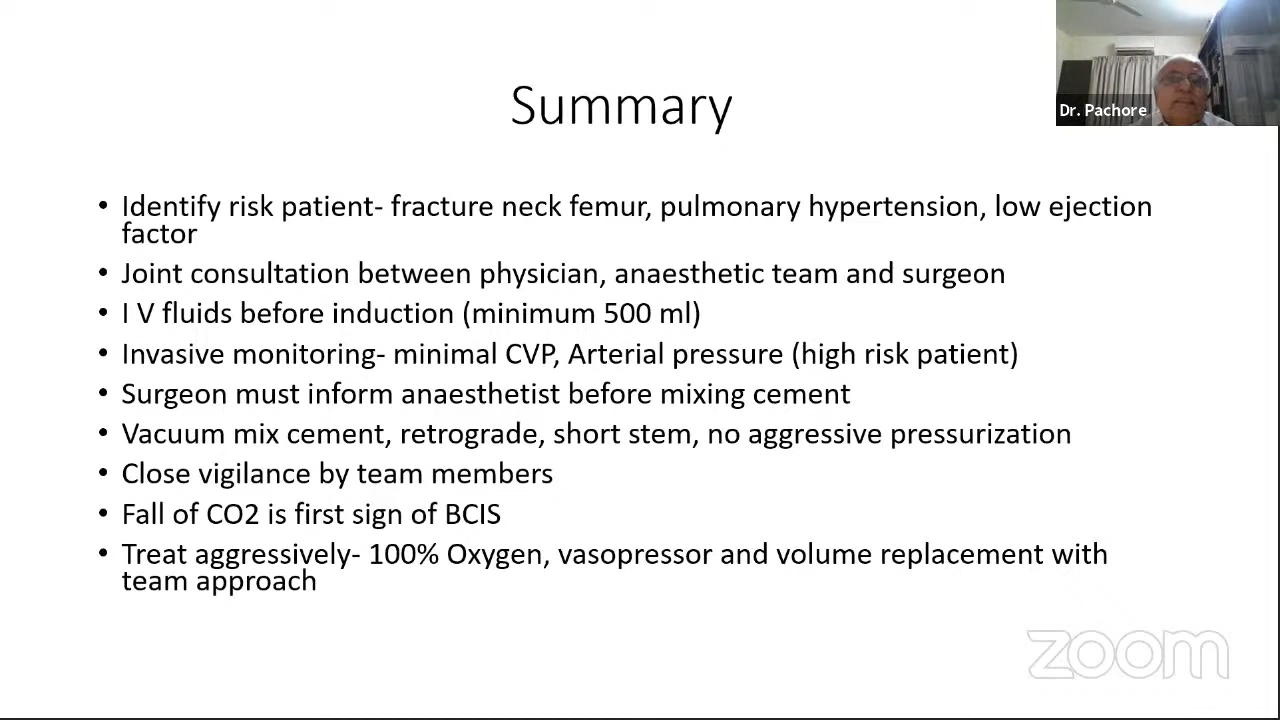 Dr. Pachore
Summary
• Identify risk patient- fracture neck femur, pulmonary hypertension, low ejection
factor
• Joint consultation between physician, anaesthetic team and surgeon
• I V fluids before induction (minimum 500 ml)
• Invasive monitoring- minimal CVP, Arterial pressure (high risk patient)
• Surgeon must inform anaesthetist before mixing cement
• Vacuum mix cement, retrograde, short stem, no aggressive pressurization
• Close vigilance by team members
• Fall of CO2 is first sign of BCIS
• Treat aggressively- 100% Oxygen, vasopressor and volume replacement with
team approach
zoom